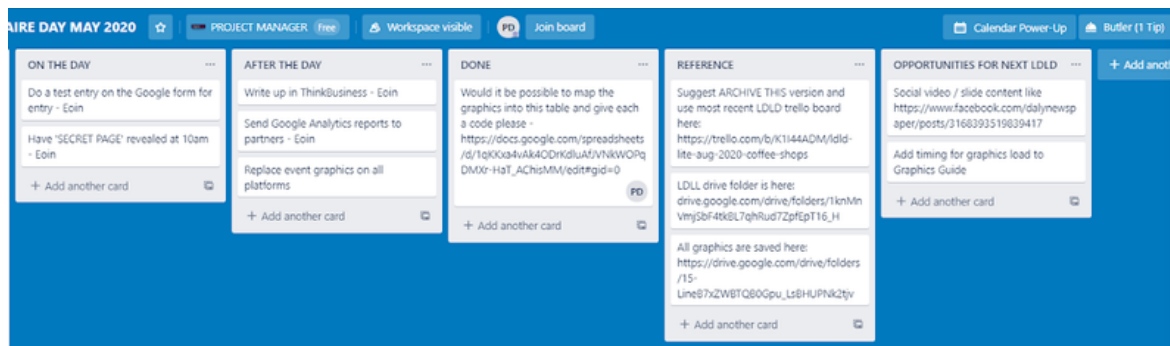 AIRE DAY MAY 2020
PROJECT MANAGER Free
Workspace visible
PD
Join board
Calendar Power-Up
Butler (1 Tip)
ON THE DAY
Do a test entry on the Google form for
entry - Eoin
Have 'SECRET PAGE' revealed at 10am
- Eoin
+ Add another card
AFTER THE DAY
Write up in ThinkBusiness - Eoin
Send Google Analytics reports to
partners - Eoin
Replace event graphics on all
platforms
+ Add another card
DONE
Would it be possible to map the
graphics into this table and give each
a code please -
https://docs.google.com/spreadsheets
DMXr-HaT_AChisMM/edit#gid=0
PD
+ Add another card
REFERENCE
Suggest ARCHIVE THIS version and
use most recent LDLD trello board
here:
https://trello.com/b/K1I44ADM/ldld-
lite-aug-2020-coffee-shops
LDLL drive folder is here:
drive.google.com/drive/folders/1knMn
VmjSbF4tkBL7qhRud7ZpfEpT16_H
All graphics are saved here:
https://drive.google.com/drive/folders
/15-
LineB7xZWBTQB0Gpu_LsBHUPNk2tjv
+ Add another card
OPPORTUNITIES FOR NEXT LDLD
Social video / slide content like
https://www.facebook.com/dalynewsp
aper/posts/3168393519839417
Add timing for graphics load to
Graphics Guide
+ Add another card
+ Add anot